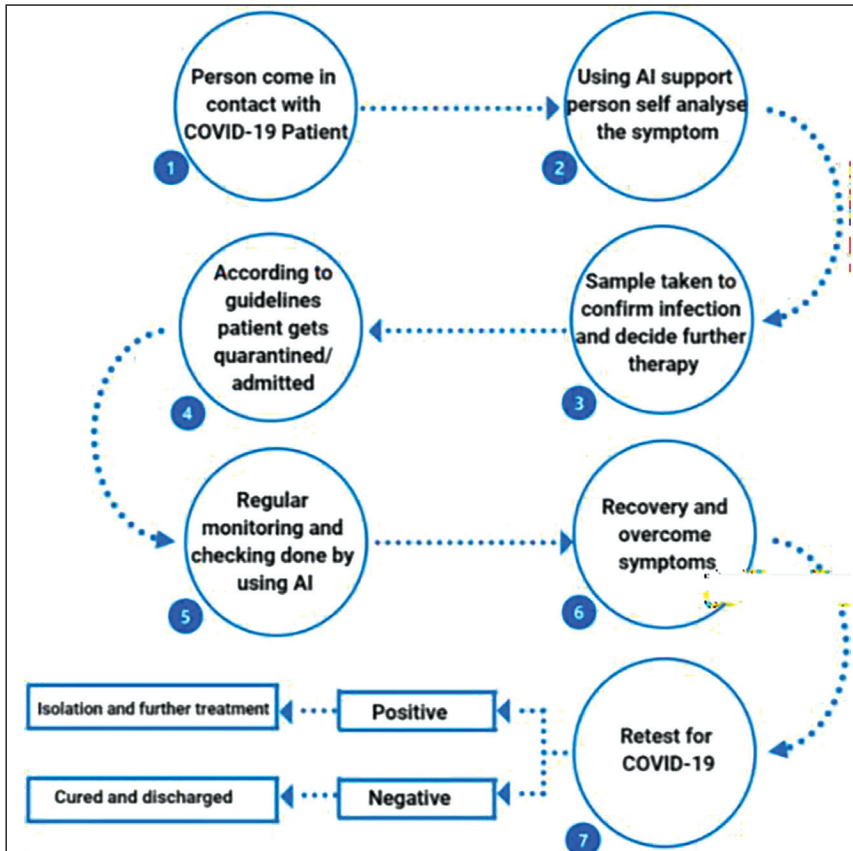 Person come in
contact with
COVID-19 Patient
1
Using AI support
person self analyse
the symptom
2
Sample taken to
confirm infection
and decide further
therapy
3
According to
guidelines
patient gets
quarantined/
admitted
4
Regular
monitoring and
checking done by
using AI
5
Recovery and
overcome
symptoms
6
Retest for
COVID-19
7
Positive
Isolation and further treatment
Negative
Cured and discharged